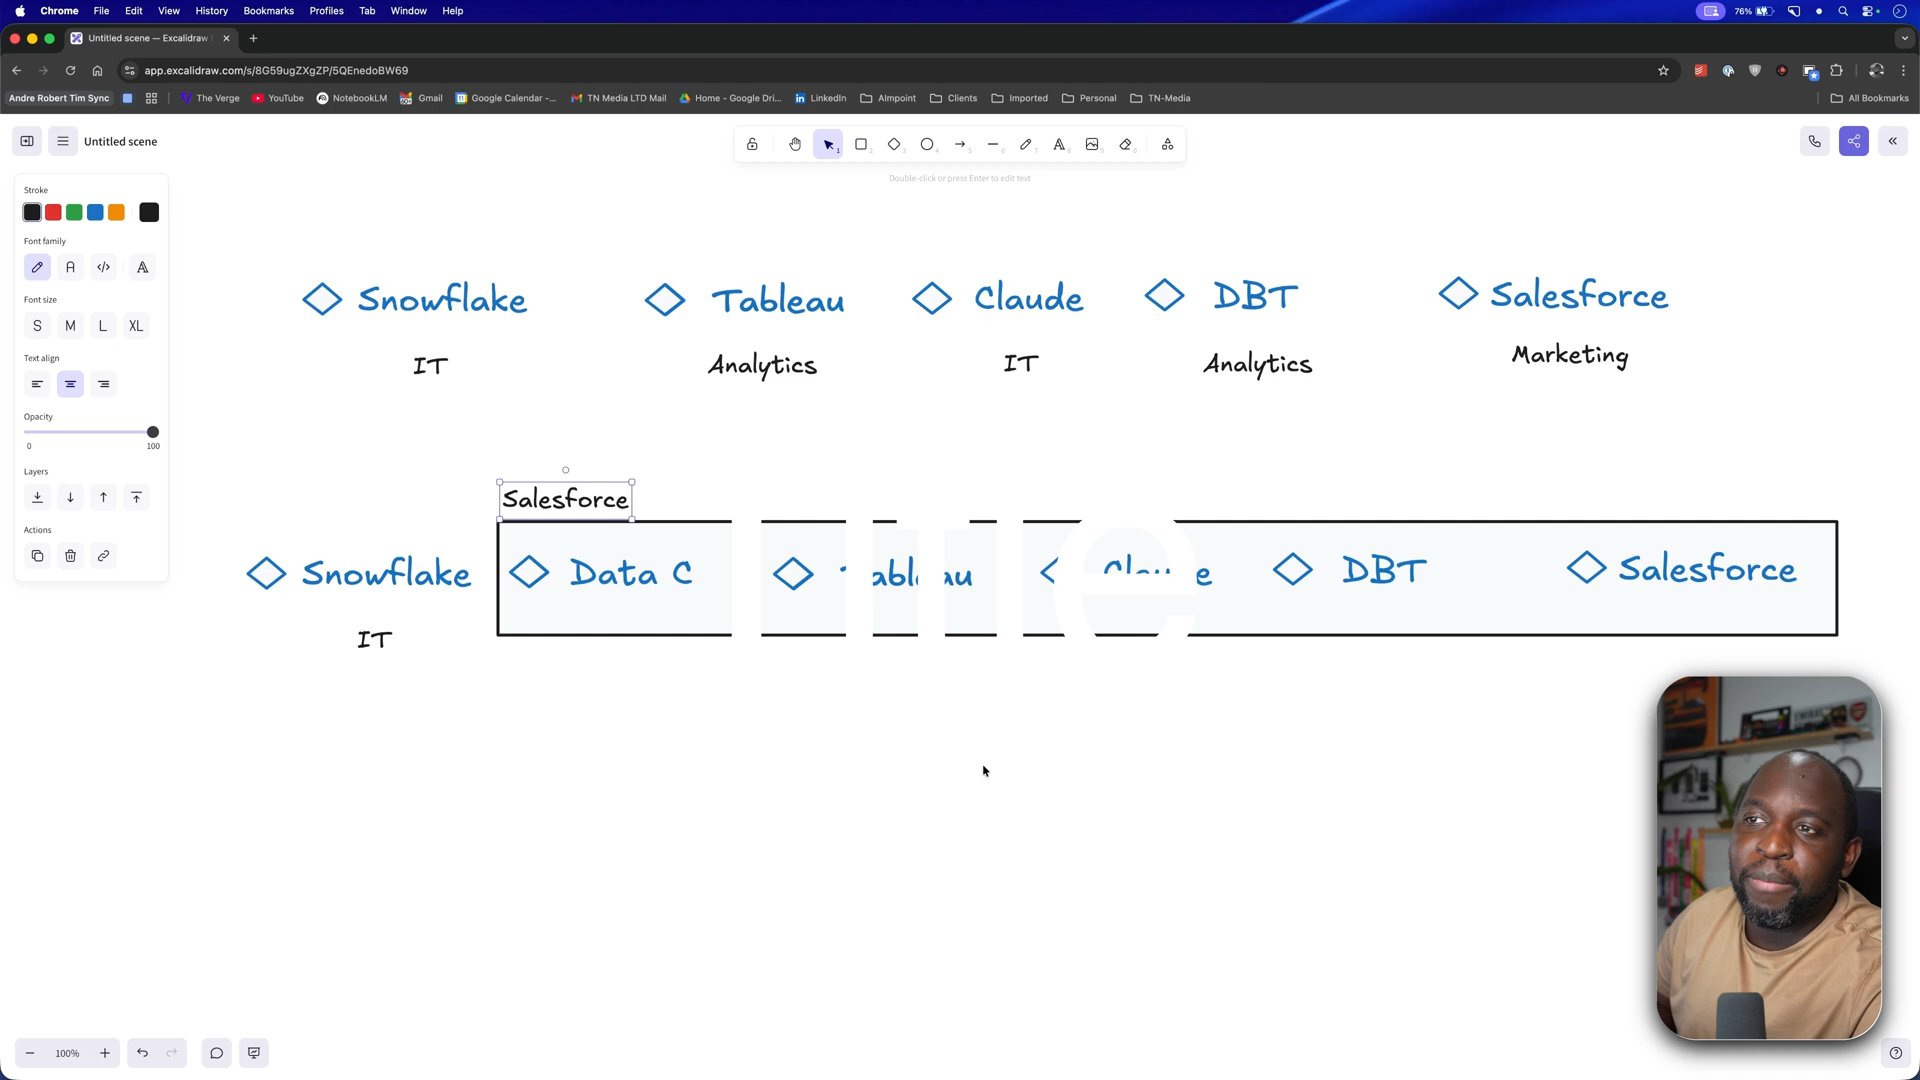 Chrome File Edit View History Bookmarks Profiles Tab Window Help 76%
Untitled scene — Excalidraw
app.excalidraw.com/s/8G59ugZXgZP/5QEnedoBW69
Andre Robert Tim Sync The Verge YouTube NotebookLM Gmail Google Calendar -... TN Media LTD Mail Home - Google Dri... LinkedIn AImpoint Clients Imported Personal TN-Media All Bookmarks
Untitled scene
Double-click or press Enter to edit text
Stroke
Font family
Font size
S M L XL
Text align
Opacity
0 100
Layers
Actions
Snowflake Tableau Claude DBT Salesforce
IT Analytics IT Analytics Marketing
Salesforce
Snowflake Data C Tableau Claude DBT Salesforce
IT
100%